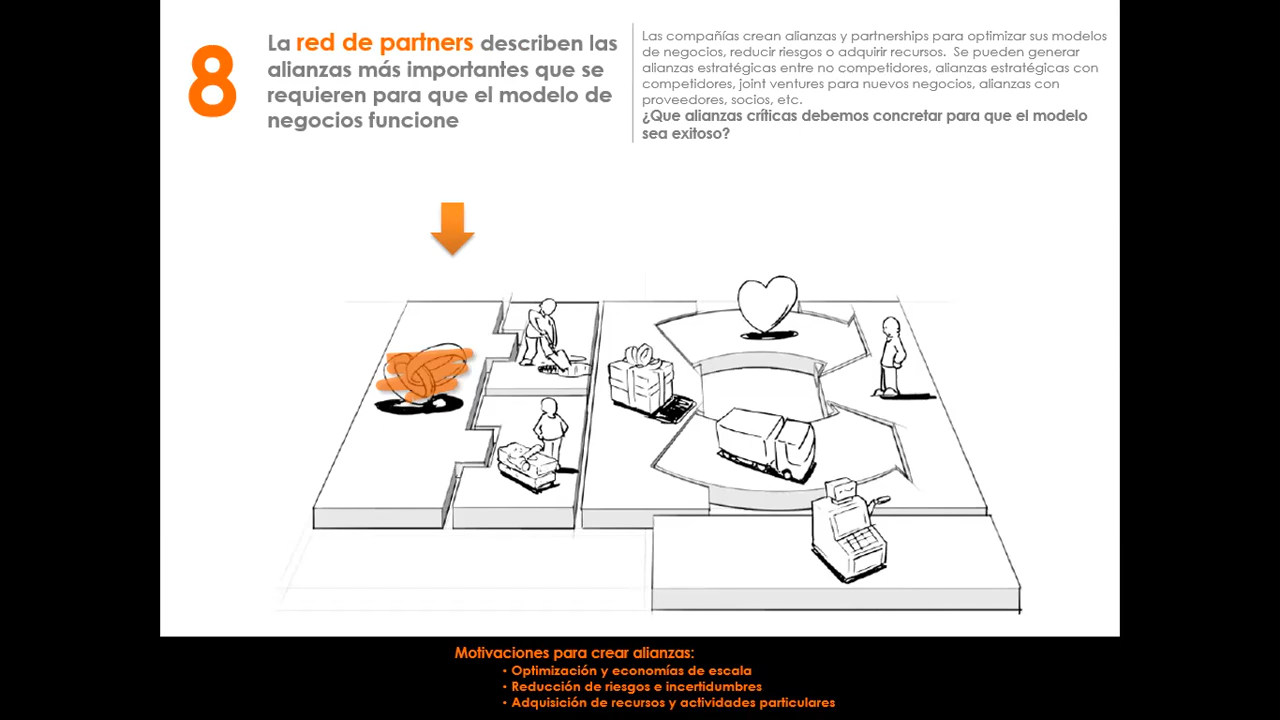 8
La red de partners describen las
alianzas más importantes que se
requieren para que el modelo de
negocios funcione
Las compañías crean alianzas y partnerships para optimizar sus modelos
de negocios, reducir riesgos o adquirir recursos. Se pueden generar
alianzas estratégicas entre no competidores, alianzas estratégicas con
competidores, joint ventures para nuevos negocios, alianzas con
proveedores, socios, etc.
¿Que alianzas críticas debemos concretar para que el modelo
sea exitoso?
Motivaciones para crear alianzas:
• Optimización y economías de escala
• Reducción de riesgos e incertidumbres
• Adquisición de recursos y actividades particulares